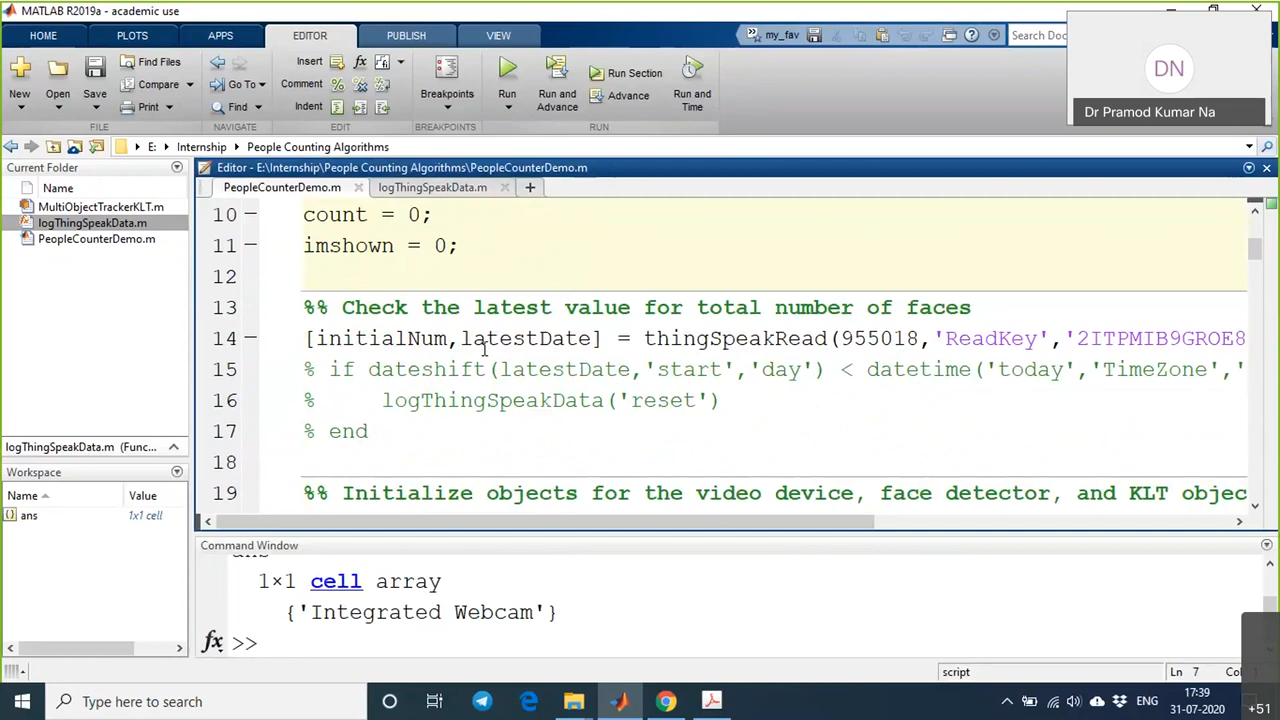 MATLAB R2019a - academic use
HOME
PLOTS
APPS
EDITOR
PUBLISH
VIEW
my_fav
Search Doc
DN
Dr Pramod Kumar Na
New
Open
Save
Find Files
Compare
Print
Go To
Find
Insert
fx
Comment
Indent
Breakpoints
Run
Run and
Advance
Run Section
Advance
Run and
Time
FILE
NAVIGATE
EDIT
BREAKPOINTS
RUN
E:
Internship
People Counting Algorithms
Current Folder
Name
MultiObjectTrackerKLT.m
logThingSpeakData.m
PeopleCounterDemo.m
logThingSpeakData.m (Func...
Workspace
Name
Value
ans
1x1 cell
Editor - E:\Internship\People Counting Algorithms\PeopleCounterDemo.m
PeopleCounterDemo.m
logThingSpeakData.m
10 count = 0;
11 imshown = 0;
12
13 %% Check the latest value for total number of faces
14 [initialNum,latestDate] = thingSpeakRead(955018,'ReadKey','2ITPMIB9GROE8
15 % if dateshift(latestDate,'start','day') < datetime('today','TimeZone','
16 % logThingSpeakData('reset')
17 % end
18
19 %% Initialize objects for the video device, face detector, and KLT objec
Command Window
ans
1×1 cell array
{'Integrated Webcam'}
fx >>
script
Ln 7
Type here to search
ENG
17:39
31-07-2020
+51